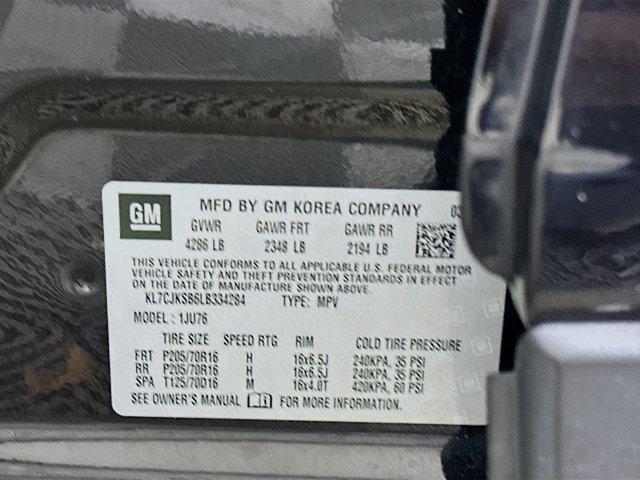 GM
MFD BY GM KOREA COMPANY 03
GVWR GAWR FRT GAWR RR
4286 LB 2348 LB 2194 LB
THIS VEHICLE CONFORMS TO ALL APPLICABLE U.S. FEDERAL MOTOR
VEHICLE SAFETY AND THEFT PREVENTION STANDARDS IN EFFECT
ON THE DATE OF MANUFACTURE SHOWN ABOVE.
KL7CJKSB6LB334284 TYPE: MPV
MODEL: 1JU76
TIRE SIZE SPEED RTG RIM COLD TIRE PRESSURE
FRT P205/70R16 H 16x6.5J 240KPA, 35 PSI
RR P205/70R16 H 16x6.5J 240KPA, 35 PSI
SPA T125/70D16 M 16x4.0T 420KPA, 60 PSI
SEE OWNER'S MANUAL FOR MORE INFORMATION.